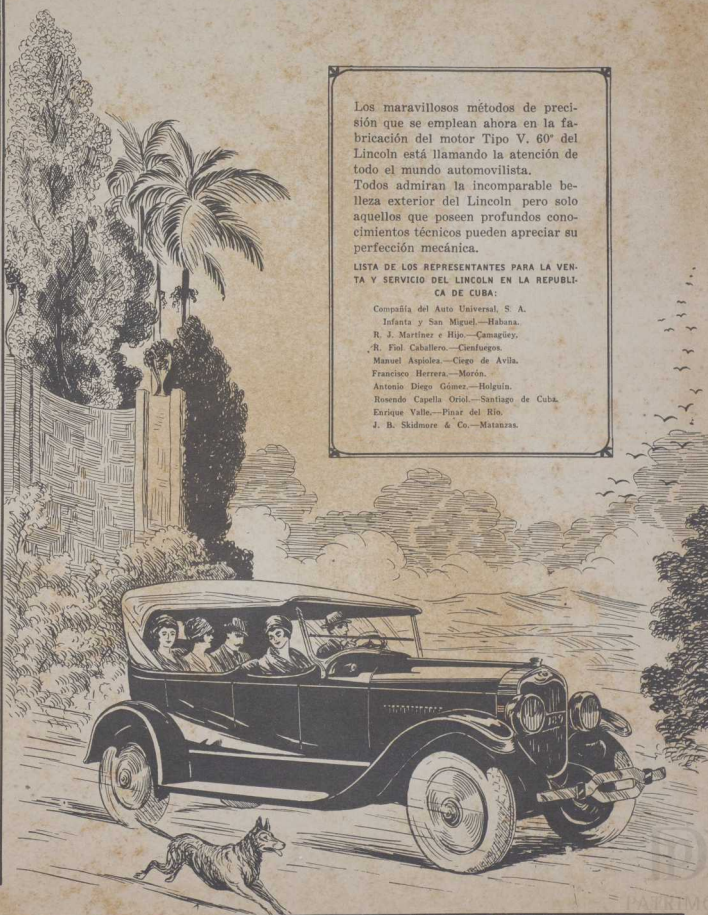 Los maravillosos métodos de preci-
sión que se emplean ahora en la fa-
bricación del motor Tipo V. 60º del
Lincoln está llamando la atención de
todo el mundo automovilista.
Todos admiran la incomparable be-
lleza exterior del Lincoln pero solo
aquellos que poseen profundos cono-
cimientos técnicos pueden apreciar su
perfección mecánica.
LISTA DE LOS REPRESENTANTES PARA LA VEN-
TA Y SERVICIO DEL LINCOLN EN LA REPUBLI-
CA DE CUBA:
Compañia del Auto Universal, S. A.
Infanta y San Miguel.—Habana.
R. J. Martínez e Hijo.—Camagüey.
R. Fiol Caballero.—Cienfuegos.
Manuel Aspiolea.—Ciego de Avila.
Francisco Herrera.—Morón.
Antonio Diego Gómez.—Holguín.
Rosendo Capella Oriol.—Santiago de Cuba.
Enrique Valle.—Pinar del Río.
J. B. Skidmore & Co.—Matanzas.